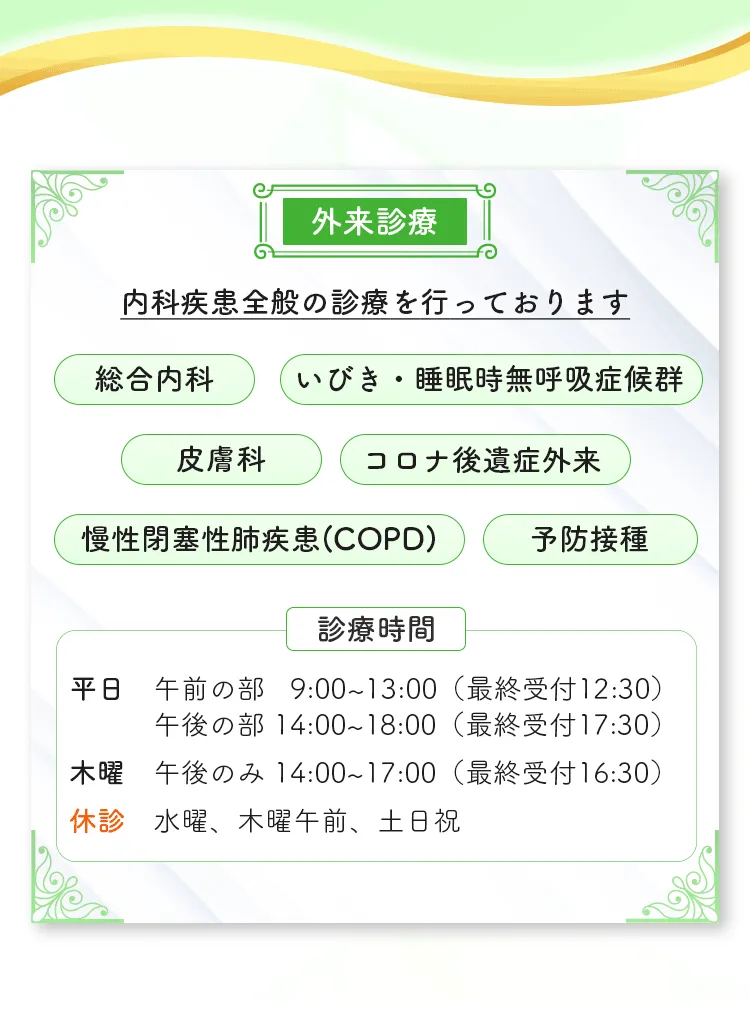 外来診療
内科疾患全般の診療を行っております
総合内科 いびき・睡眠時無呼吸症候群
皮膚科 コロナ後遺症外来
慢性閉塞性肺疾患(COPD) 予防接種
診療時間
平日 午前の部 9:00~13:00（最終受付12:30）
午後の部 14:00~18:00（最終受付17:30）
木曜 午後のみ 14:00~17:00（最終受付16:30）
休診 水曜、木曜午前、土日祝